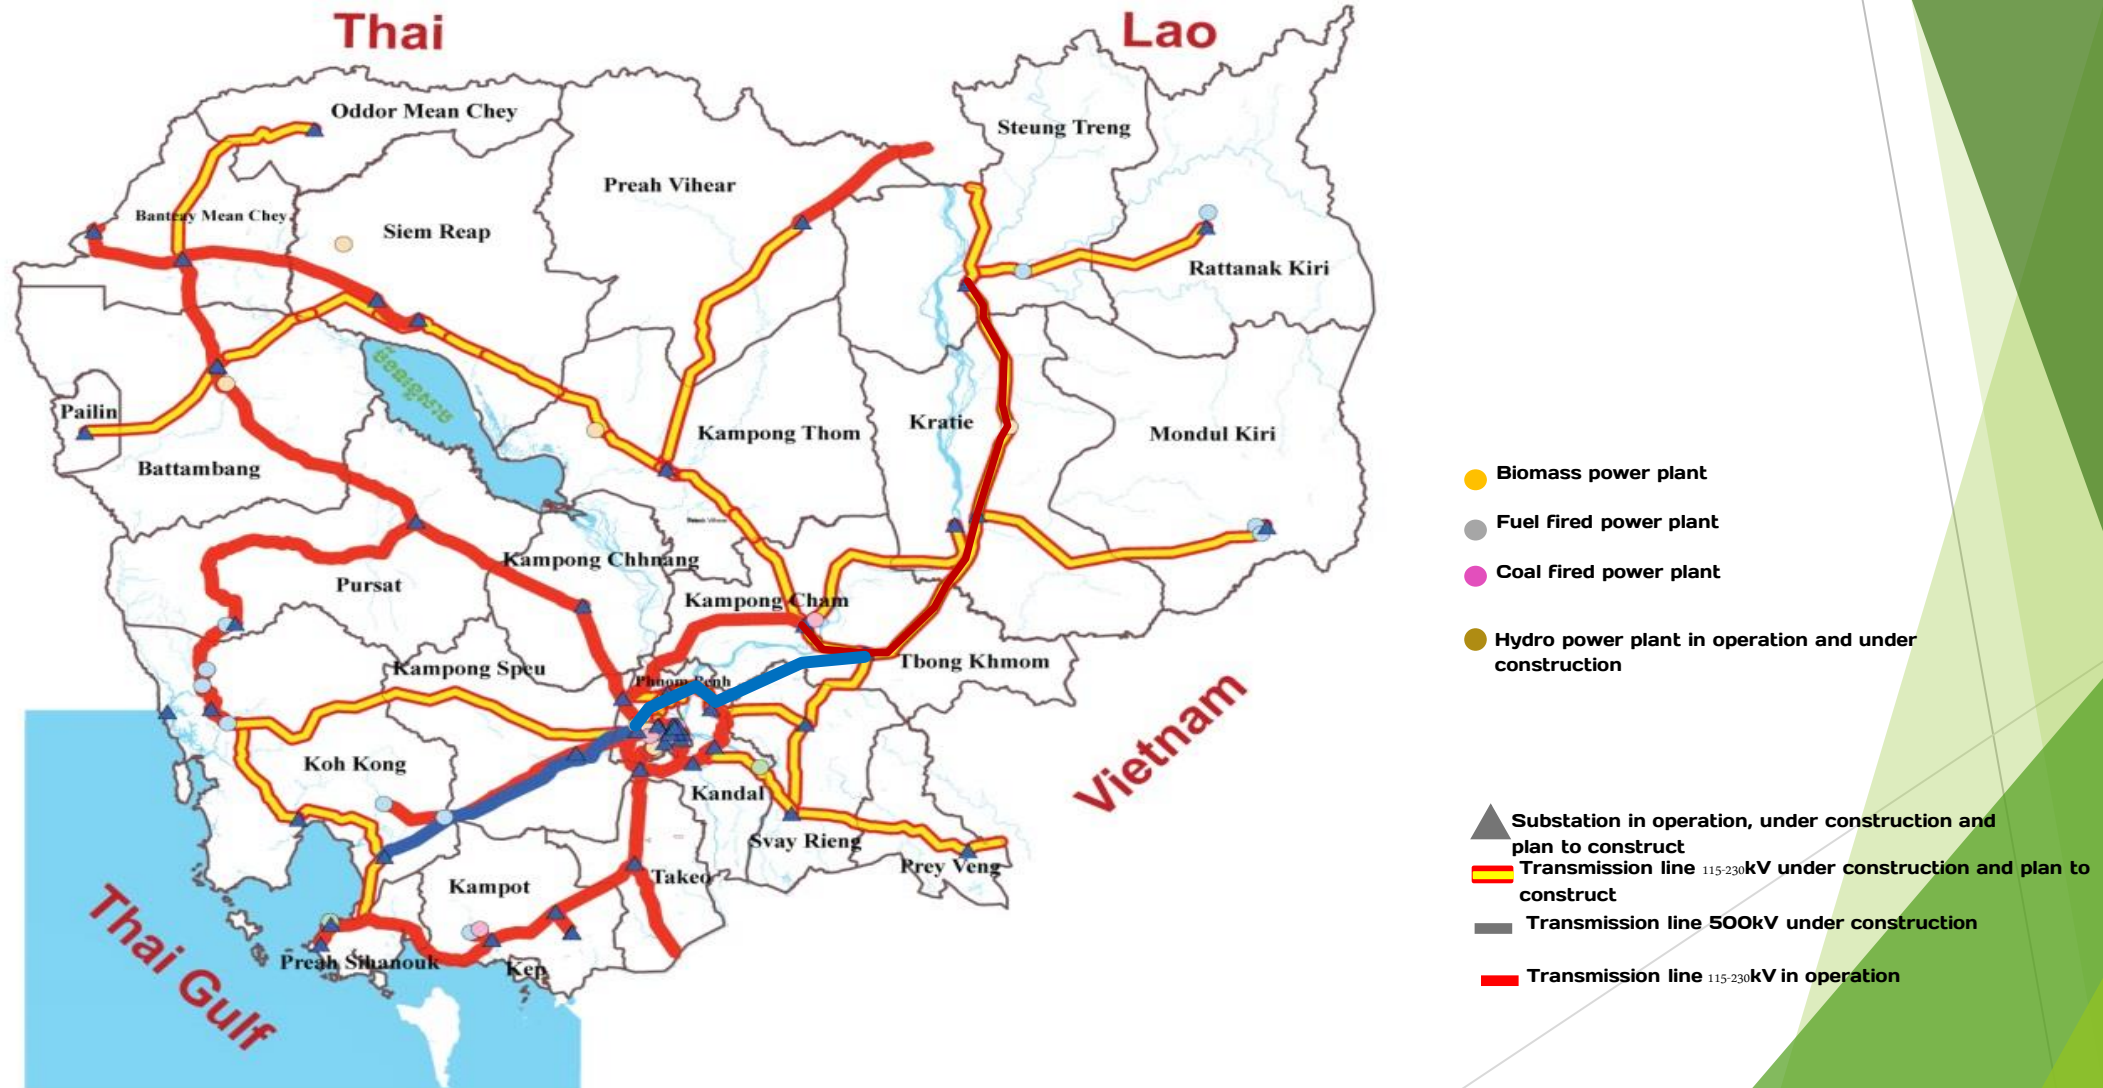 Thai
Lao
Oddor Mean Chey
Steung Treng
Preah Vihear
Banteay Mean Chey
Siem Reap
Rattanak Kiri
Pailin
Kampong Thom
Kratie
Mondul Kiri
Battambang
Kampong Chhnang
Pursat
Kampong Cham
Kampong Speu
Phnom Penh
Tbong Khmom
Vietnam
Koh Kong
Kandal
Svay Rieng
Prey Veng
Kampot
Takeo
Thai Gulf
Preah Sihanouk
Kep
Biomass power plant
Fuel fired power plant
Coal fired power plant
Hydro power plant in operation and under
construction
Substation in operation, under construction and
plan to construct
Transmission line 115-230kV under construction and plan to
construct
Transmission line 500kV under construction
Transmission line 115-230kV in operation